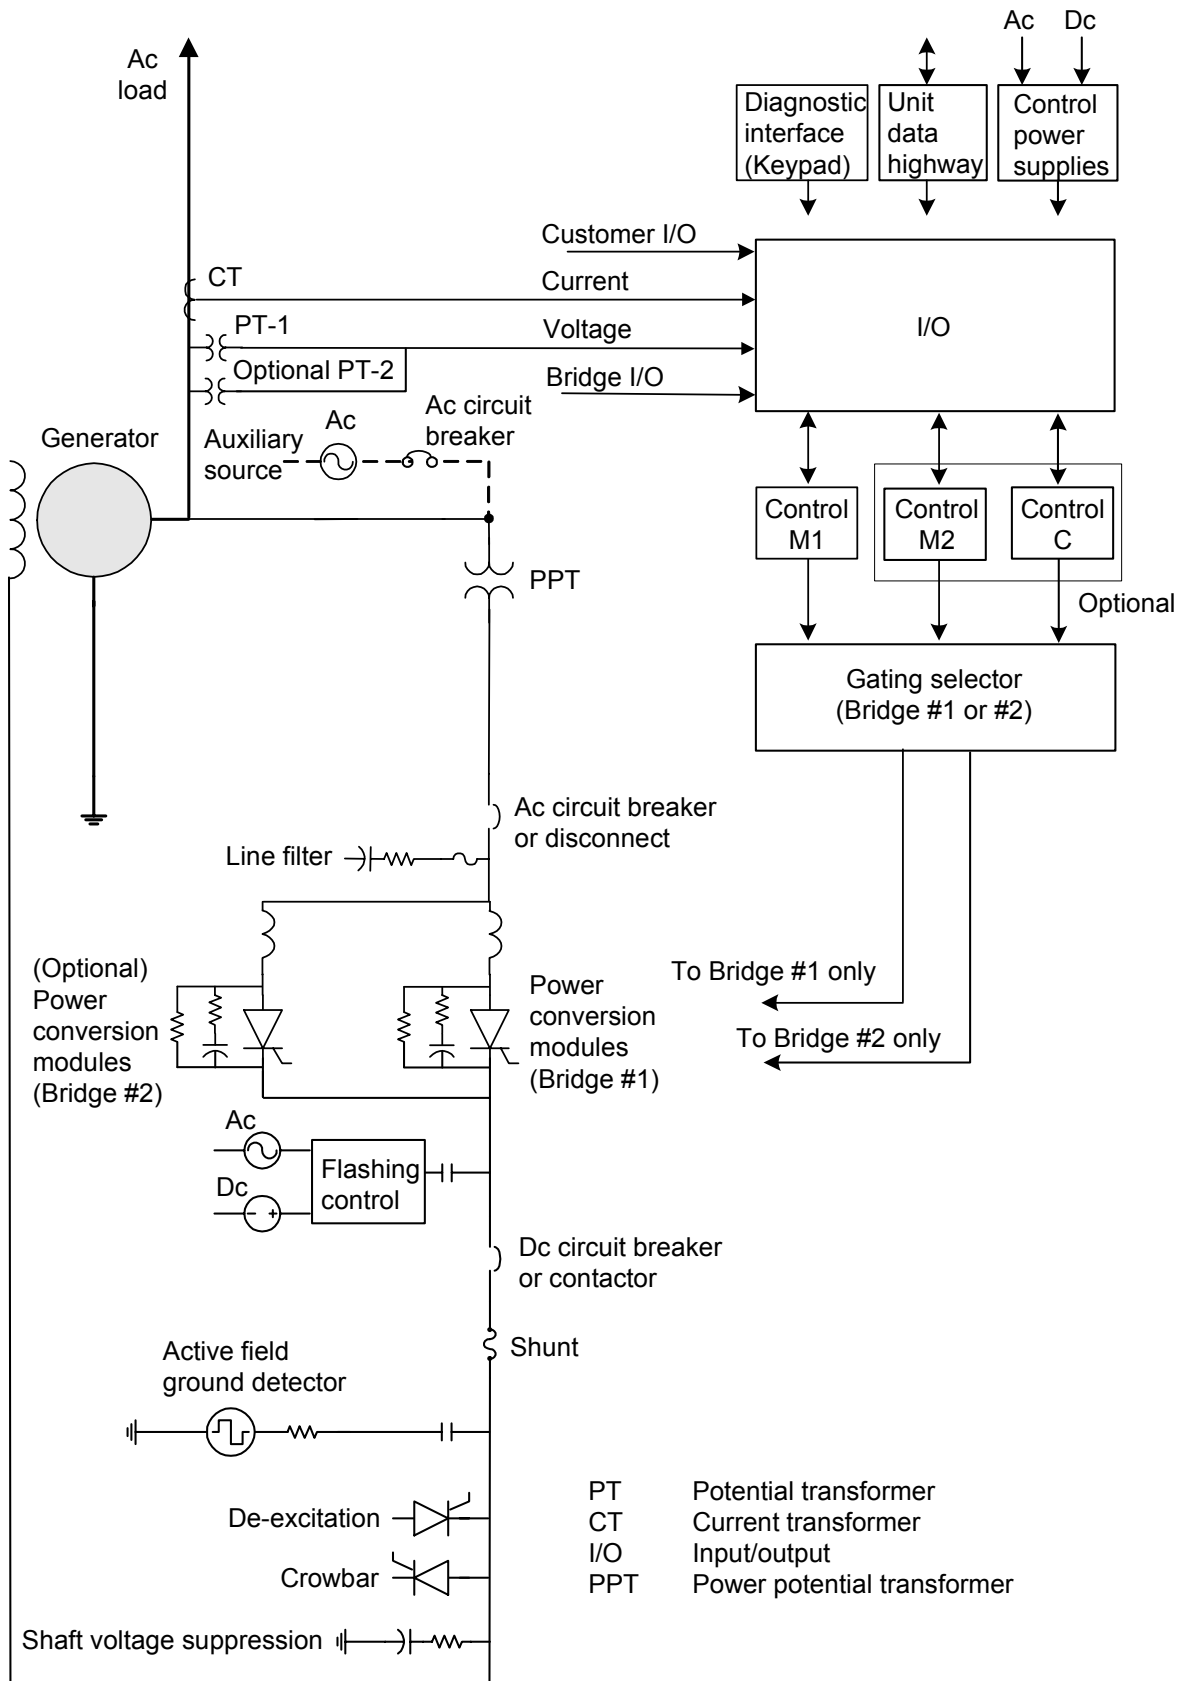 Ac
load
Ac Dc
Diagnostic
interface
(Keypad)
Unit
data
highway
Control
power
supplies
Customer I/O
CT
Current
PT-1
Voltage
Optional PT-2
Bridge I/O
I/O
Generator
Auxiliary
source
Ac
Ac circuit
breaker
Control
M1
Control
M2
Control
C
Optional
PPT
Gating selector
(Bridge #1 or #2)
Ac circuit breaker
or disconnect
Line filter
(Optional)
Power
conversion
modules
(Bridge #2)
Power
conversion
modules
(Bridge #1)
To Bridge #1 only
To Bridge #2 only
Ac
Dc
- +
Flashing
control
Dc circuit breaker
or contactor
Shunt
Active field
ground detector
De-excitation
Crowbar
Shaft voltage suppression
PT Potential transformer
CT Current transformer
I/O Input/output
PPT Power potential transformer